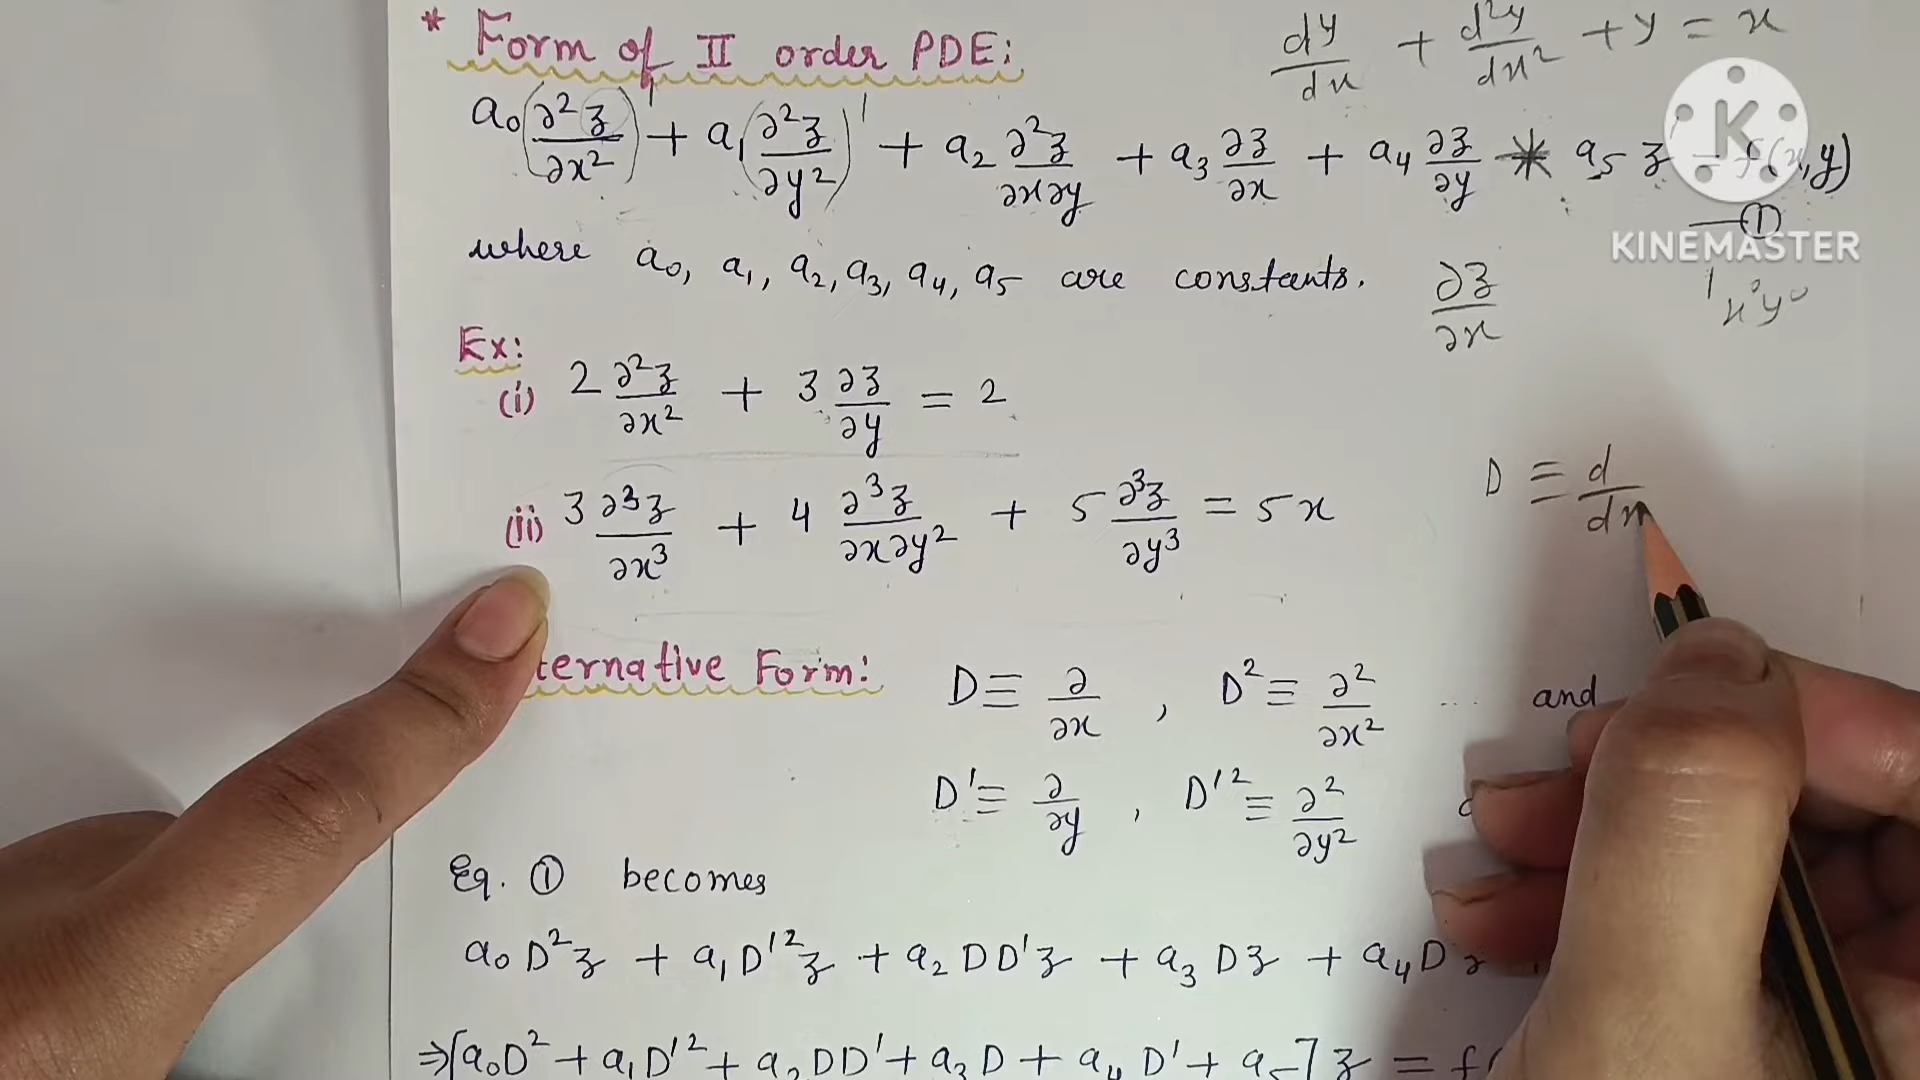 * Form of II order PDE:
dy/dx + d²y/dx² + y = x
a₀(∂²z/∂x²)' + a₁(∂²z/∂y²)' + a₂ ∂²z/∂x∂y + a₃ ∂z/∂x + a₄ ∂z/∂y * a₅ z = f(x,y)
—①
K
KINEMASTER
where a₀, a₁, a₂, a₃, a₄, a₅ are constants.
∂z/∂x
x⁰y⁰
Ex:
(i) 2 ∂²z/∂x² + 3 ∂z/∂y = 2
D ≡ d/dx
(ii) 3 ∂³z/∂x³ + 4 ∂³z/∂x∂y² + 5 ∂³z/∂y³ = 5x
ternative Form: D ≡ ∂/∂x , D² ≡ ∂²/∂x² ... and
D' ≡ ∂/∂y , D'² ≡ ∂²/∂y²
Eq. ① becomes
a₀D²z + a₁D'²z + a₂DD'z + a₃Dz + a₄D
⇒[a₀D² + a₁D'² + a₂DD' + a₃D + a₄D' + a₅]z = f(